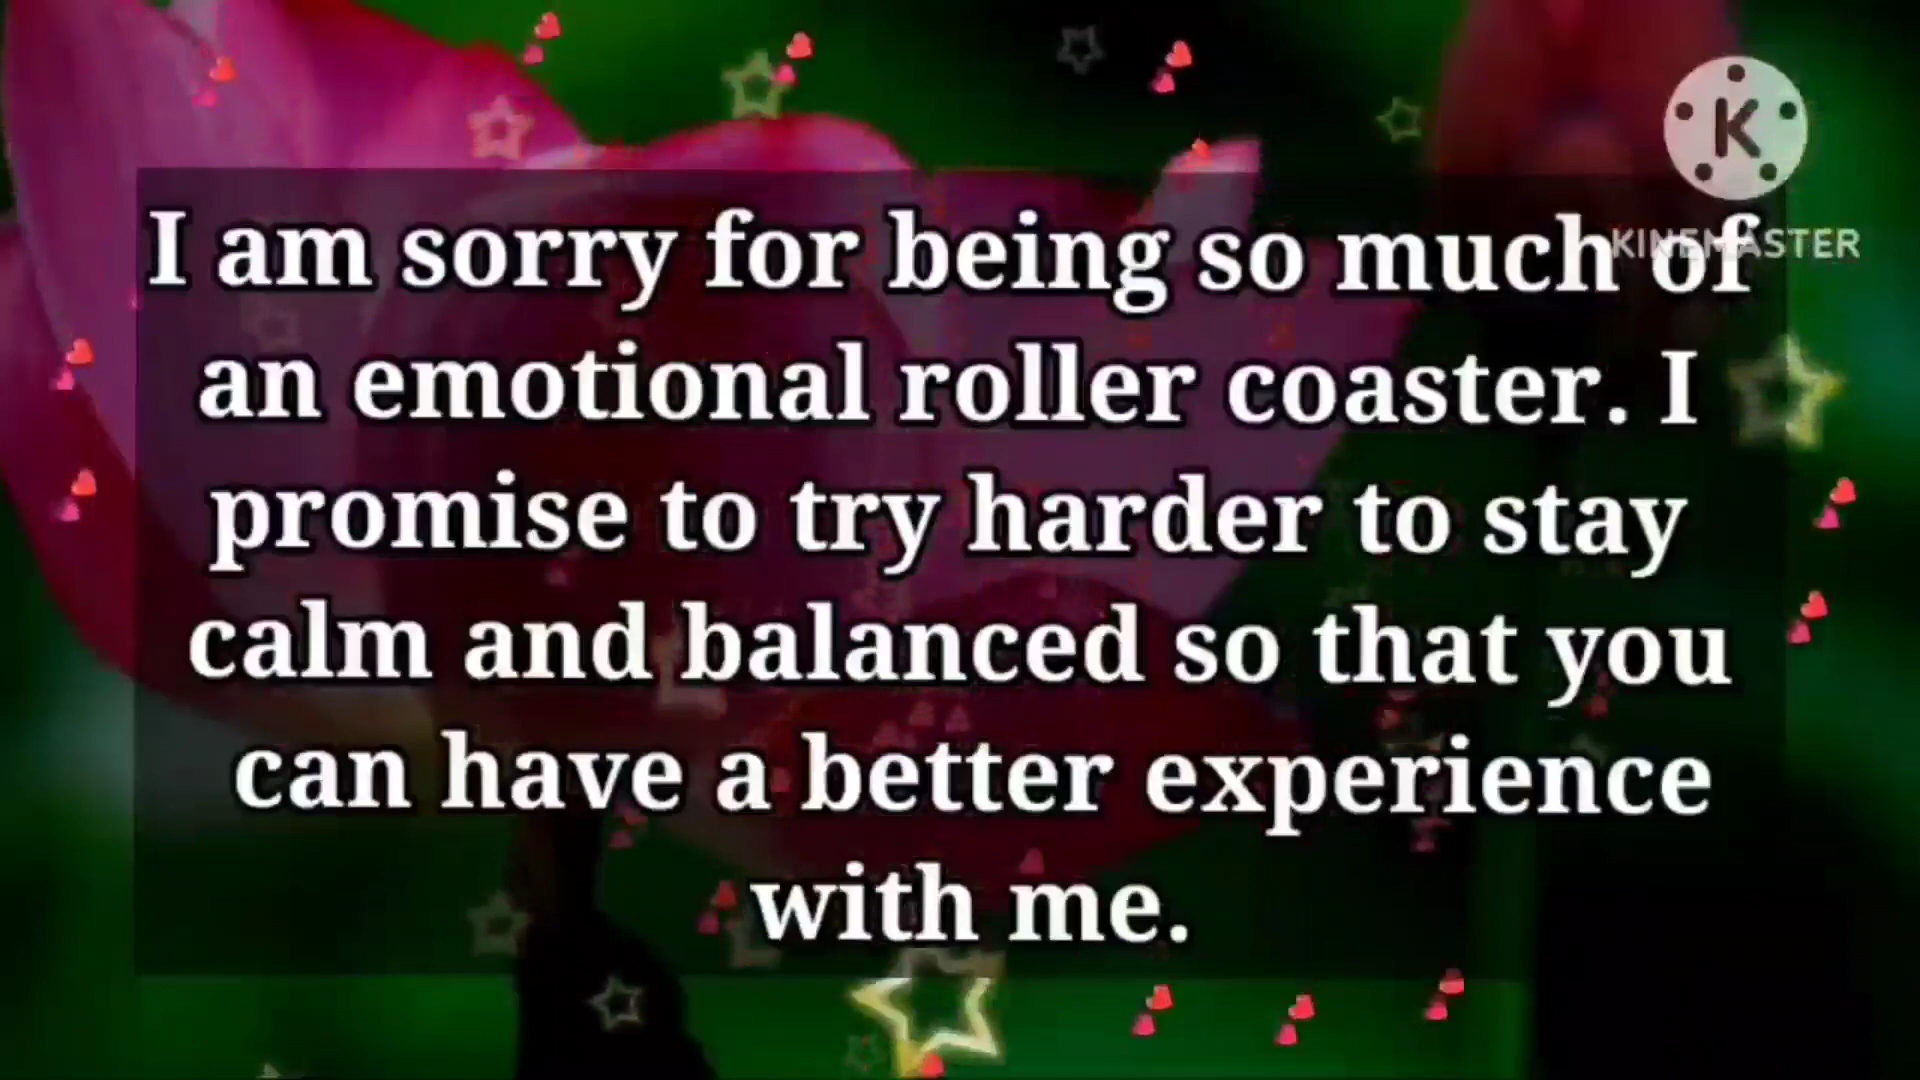 K
KINEMASTER
I am sorry for being so much of
an emotional roller coaster. I
promise to try harder to stay
calm and balanced so that you
can have a better experience
with me.